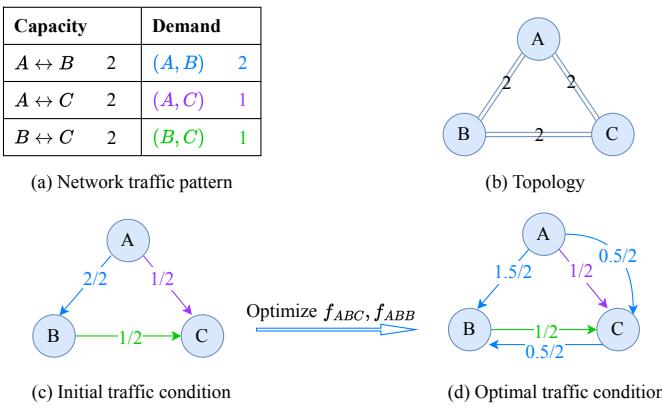 Capacity Demand
A ↔ B 2 (A, B) 2
A ↔ C 2 (A, C) 1
B ↔ C 2 (B, C) 1
(a) Network traffic pattern
A
2 2
B 2 C
(b) Topology
A
2/2 1/2
B 1/2 C
(c) Initial traffic condition
Optimize f_ABC, f_ABB
A
0.5/2
1.5/2 1/2
B 1/2 C
0.5/2
(d) Optimal traffic condition